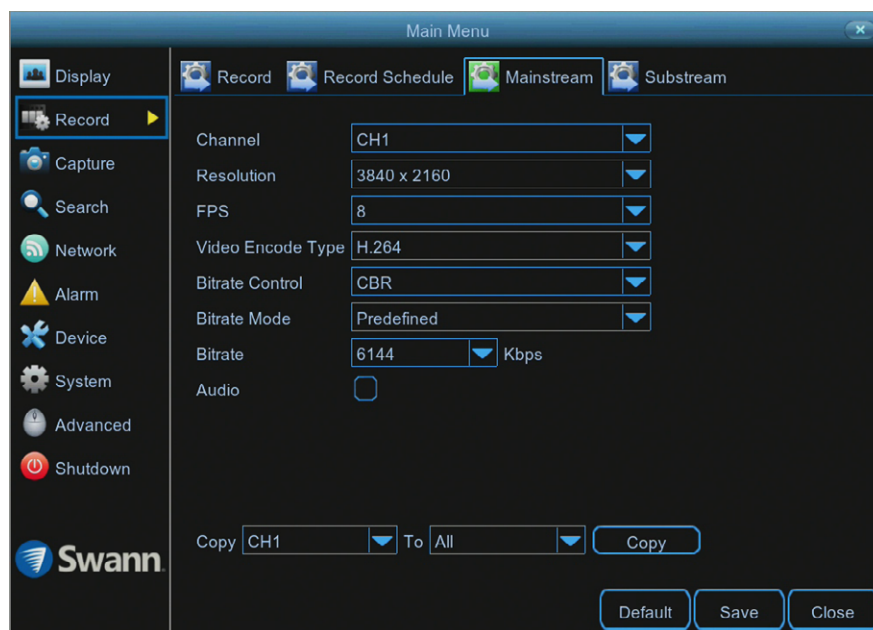 Main Menu
Display
Record
Capture
Search
Network
Alarm
Device
System
Advanced
Shutdown
Swann
Record Record Schedule Mainstream Substream
Channel CH1
Resolution 3840 x 2160
FPS 8
Video Encode Type H.264
Bitrate Control CBR
Bitrate Mode Predefined
Bitrate 6144 Kbps
Audio
Copy CH1 To All Copy
Default Save Close